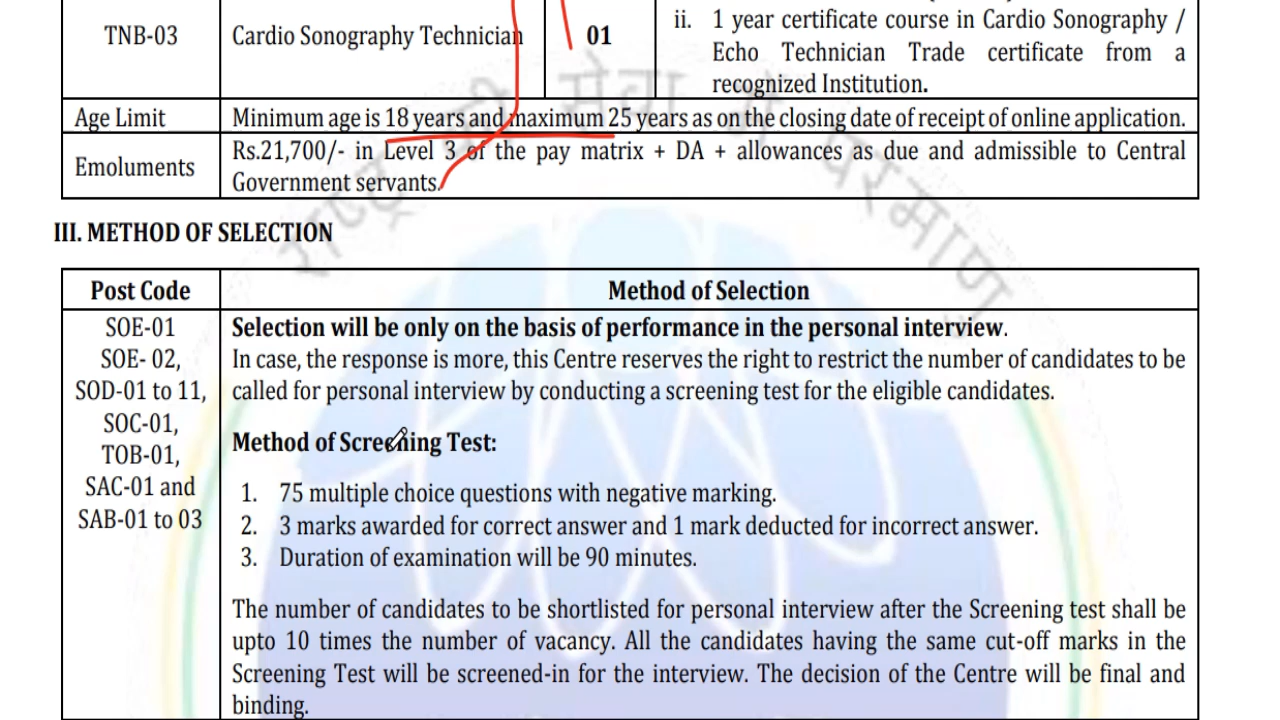 ii. 1 year certificate course in Cardio Sonography /
TNB-03 Cardio Sonography Technician 01 Echo Technician Trade certificate from a
recognized Institution.
Age Limit Minimum age is 18 years and maximum 25 years as on the closing date of receipt of online application.
Emoluments Rs.21,700/- in Level 3 of the pay matrix + DA + allowances as due and admissible to Central
Government servants.
III. METHOD OF SELECTION
Post Code Method of Selection
SOE-01
SOE- 02,
SOD-01 to 11,
SOC-01,
TOB-01,
SAC-01 and
SAB-01 to 03
Selection will be only on the basis of performance in the personal interview.
In case, the response is more, this Centre reserves the right to restrict the number of candidates to be
called for personal interview by conducting a screening test for the eligible candidates.
Method of Screening Test:
1. 75 multiple choice questions with negative marking.
2. 3 marks awarded for correct answer and 1 mark deducted for incorrect answer.
3. Duration of examination will be 90 minutes.
The number of candidates to be shortlisted for personal interview after the Screening test shall be
upto 10 times the number of vacancy. All the candidates having the same cut-off marks in the
Screening Test will be screened-in for the interview. The decision of the Centre will be final and
binding.
राष्ट्र की सेवा में परमाणु